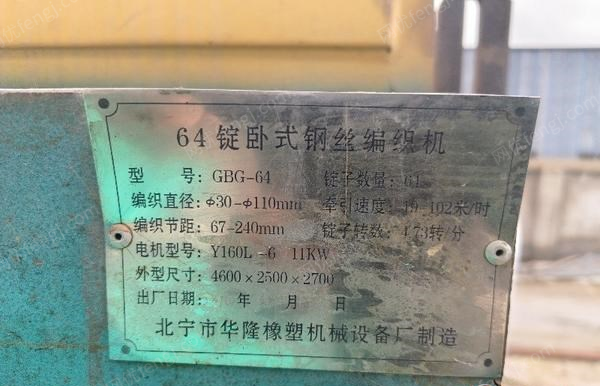 64锭卧式钢丝编织机
型 号: GBG-64 锭子数量: 64
编织直径: Φ30-Φ110mm 牵引速度: 19-102米/时
编织节距: 67-240mm 锭子转数: 4.73转/分
电机型号: Y160L-6 11KW
外型尺寸: 4600×2500×2700
出厂日期: 年 月 日
北宁市华隆橡塑机械设备厂制造